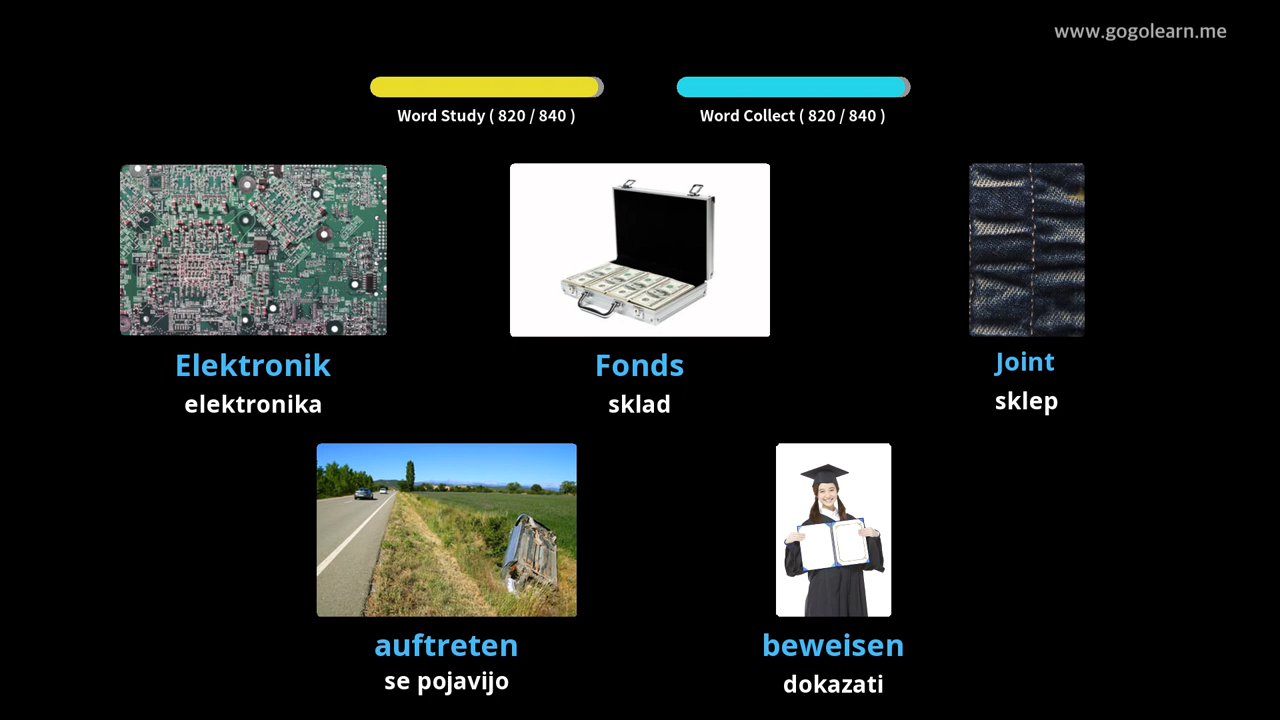 www.gogolearn.me
Word Study ( 820 / 840 )
Word Collect ( 820 / 840 )
Elektronik
elektronika
Fonds
sklad
Joint
sklep
auftreten
se pojavijo
beweisen
dokazati